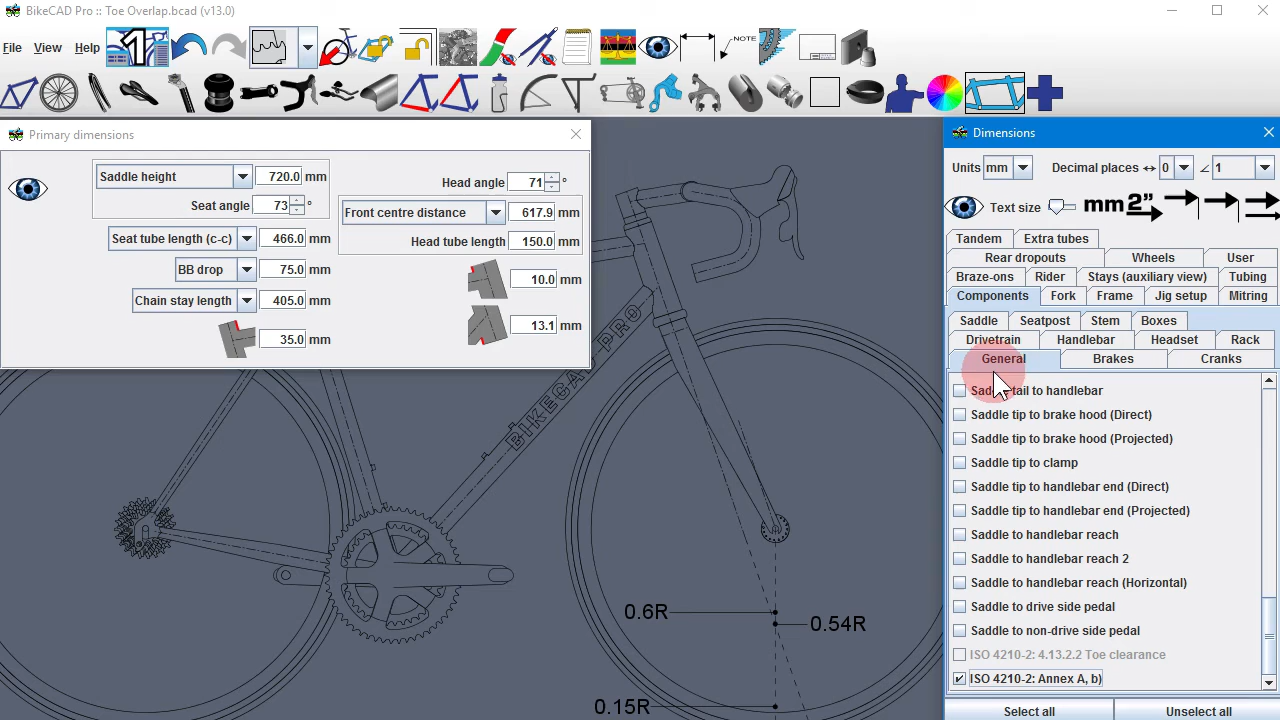 BikeCAD Pro :: Toe Overlap.bcad (v13.0)
File View Help
1
NOTE
Primary dimensions
Saddle height 720.0 mm
Seat angle 73 °
Seat tube length (c-c) 466.0 mm
BB drop 75.0 mm
Chain stay length 405.0 mm
35.0 mm
Head angle 71 °
Front centre distance 617.9 mm
Head tube length 150.0 mm
10.0 mm
13.1 mm
BIKECAD PRO
BIKECAD PRO
0.6R
0.54R
0.15R
Dimensions
Units mm Decimal places 0 1
Text size mm 2"
Tandem Extra tubes
Rear dropouts Wheels User
Braze-ons Rider Stays (auxiliary view) Tubing
Components Fork Frame Jig setup Mitring
Saddle Seatpost Stem Boxes
Drivetrain Handlebar Headset Rack
General Brakes Cranks
Saddle tail to handlebar
Saddle tip to brake hood (Direct)
Saddle tip to brake hood (Projected)
Saddle tip to clamp
Saddle tip to handlebar end (Direct)
Saddle tip to handlebar end (Projected)
Saddle to handlebar reach
Saddle to handlebar reach 2
Saddle to handlebar reach (Horizontal)
Saddle to drive side pedal
Saddle to non-drive side pedal
ISO 4210-2: 4.13.2.2 Toe clearance
ISO 4210-2: Annex A, b)
Select all Unselect all